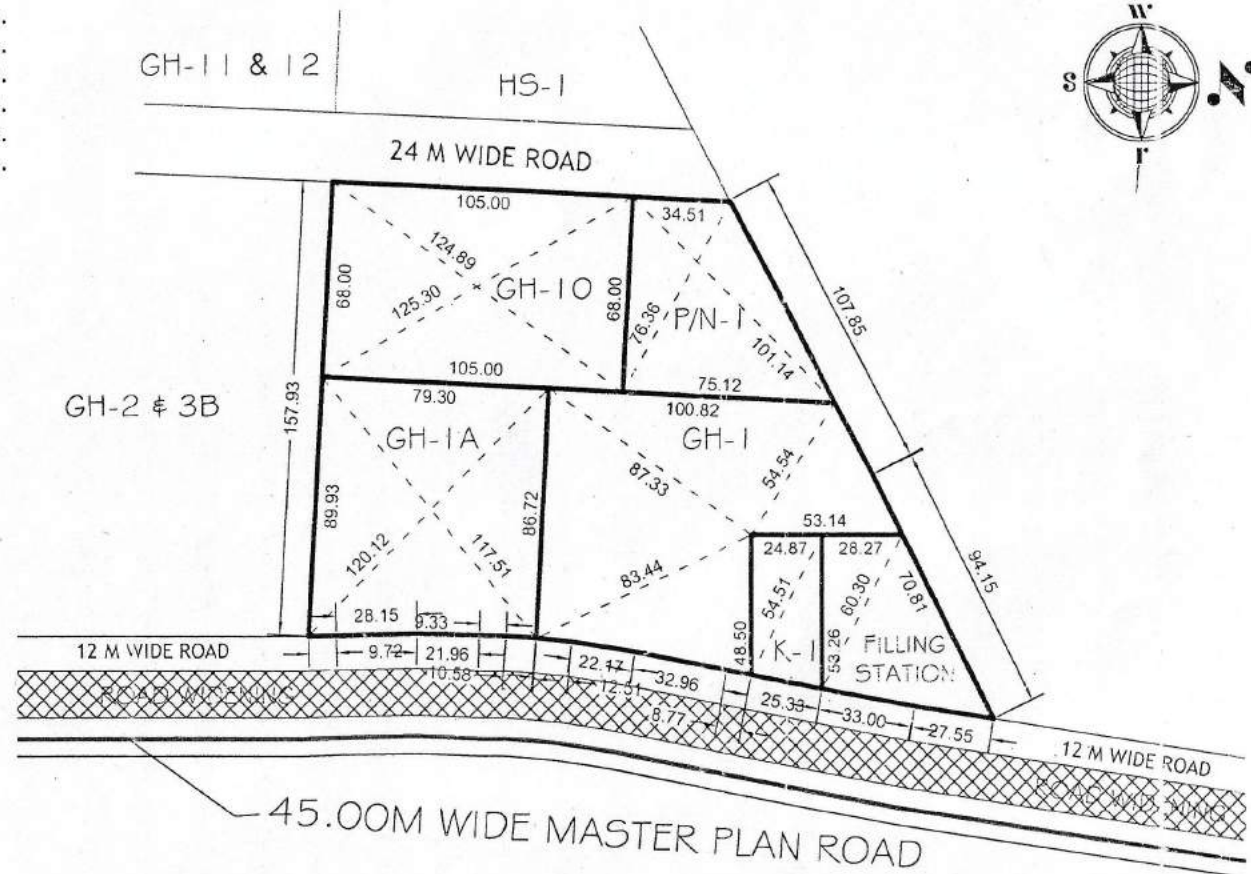 W
S
N
GH-11 & 12
HS-1
24 M WIDE ROAD
105.00
34.51
124.89
68.00
GH-10
68.00
125.30
76.36
P/N-1
101.14
107.85
105.00
75.12
79.30
100.82
GH-2 & 3B
157.93
GH-1A
GH-1
87.33
54.54
89.93
86.72
53.14
24.87
28.27
120.12
117.51
83.44
54.51
60.30
70.81
94.15
28.15
9.33
48.50
K-1
53.26
FILLING
STATION
12 M WIDE ROAD
9.72
21.96
22.17
32.96
10.58
12.51
25.33
33.00
27.55
8.77
ROAD WIDENING
12 M WIDE ROAD
ROAD WIDENING
45.00M WIDE MASTER PLAN ROAD